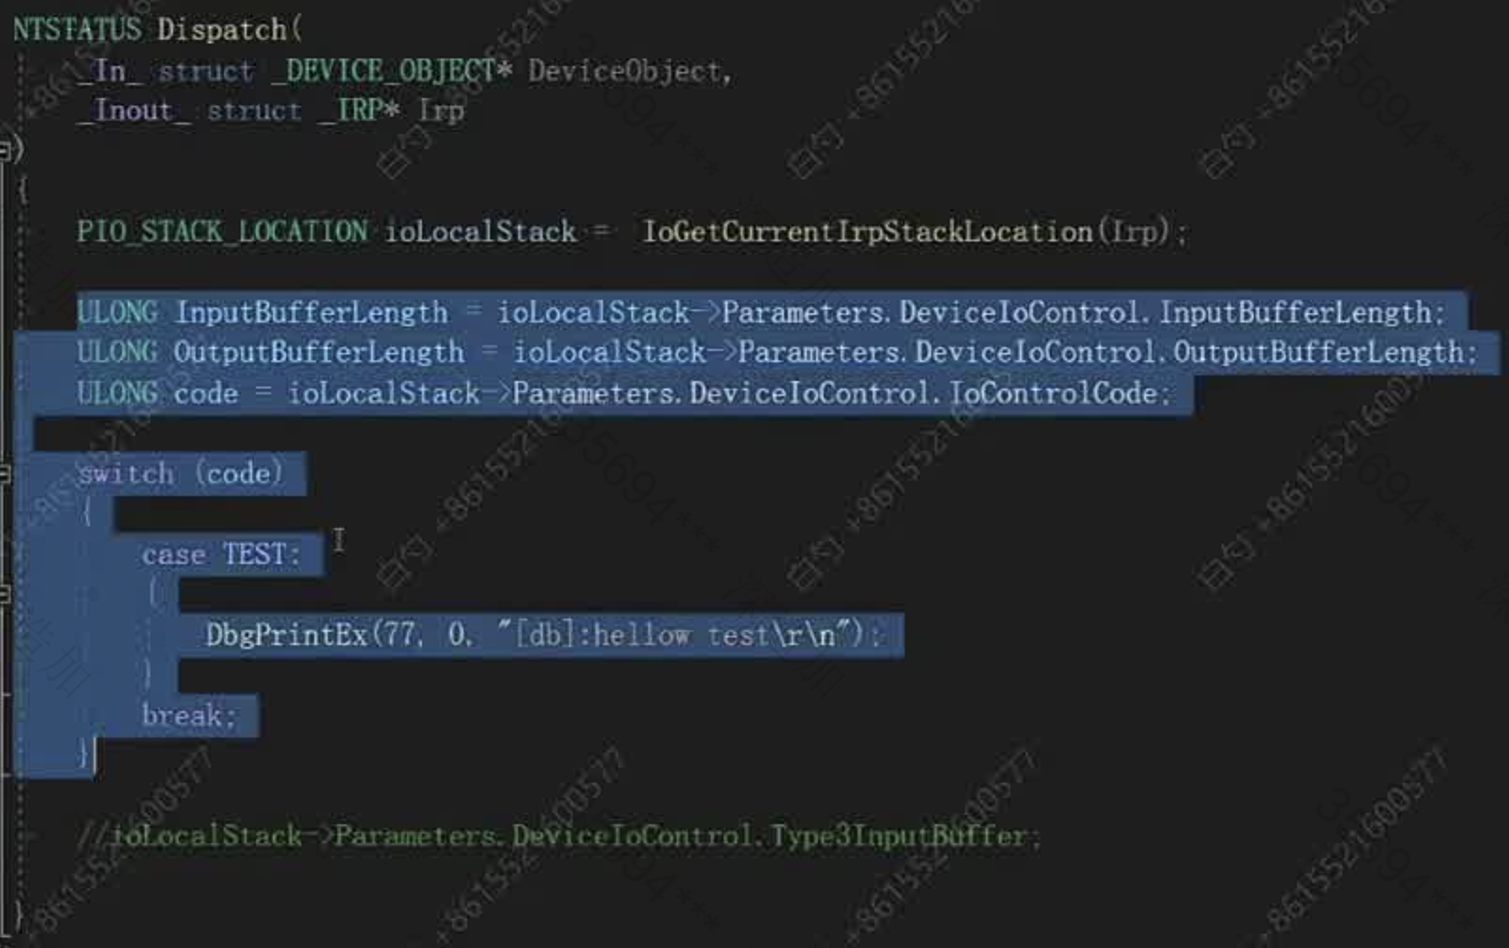 NTSTATUS Dispatch(
_In_ struct _DEVICE_OBJECT* DeviceObject,
_Inout_ struct _IRP* Irp
)
{
PIO_STACK_LOCATION ioLocalStack = IoGetCurrentIrpStackLocation(Irp);
ULONG InputBufferLength = ioLocalStack->Parameters.DeviceIoControl.InputBufferLength;
ULONG OutputBufferLength = ioLocalStack->Parameters.DeviceIoControl.OutputBufferLength;
ULONG code = ioLocalStack->Parameters.DeviceIoControl.IoControlCode;
switch (code)
{
case TEST:
{
DbgPrintEx(77, 0, "[db]:hellow test\r\n");
}
break;
}
//ioLocalStack->Parameters.DeviceIoControl.Type3InputBuffer;
}
白勺 +8615521600577